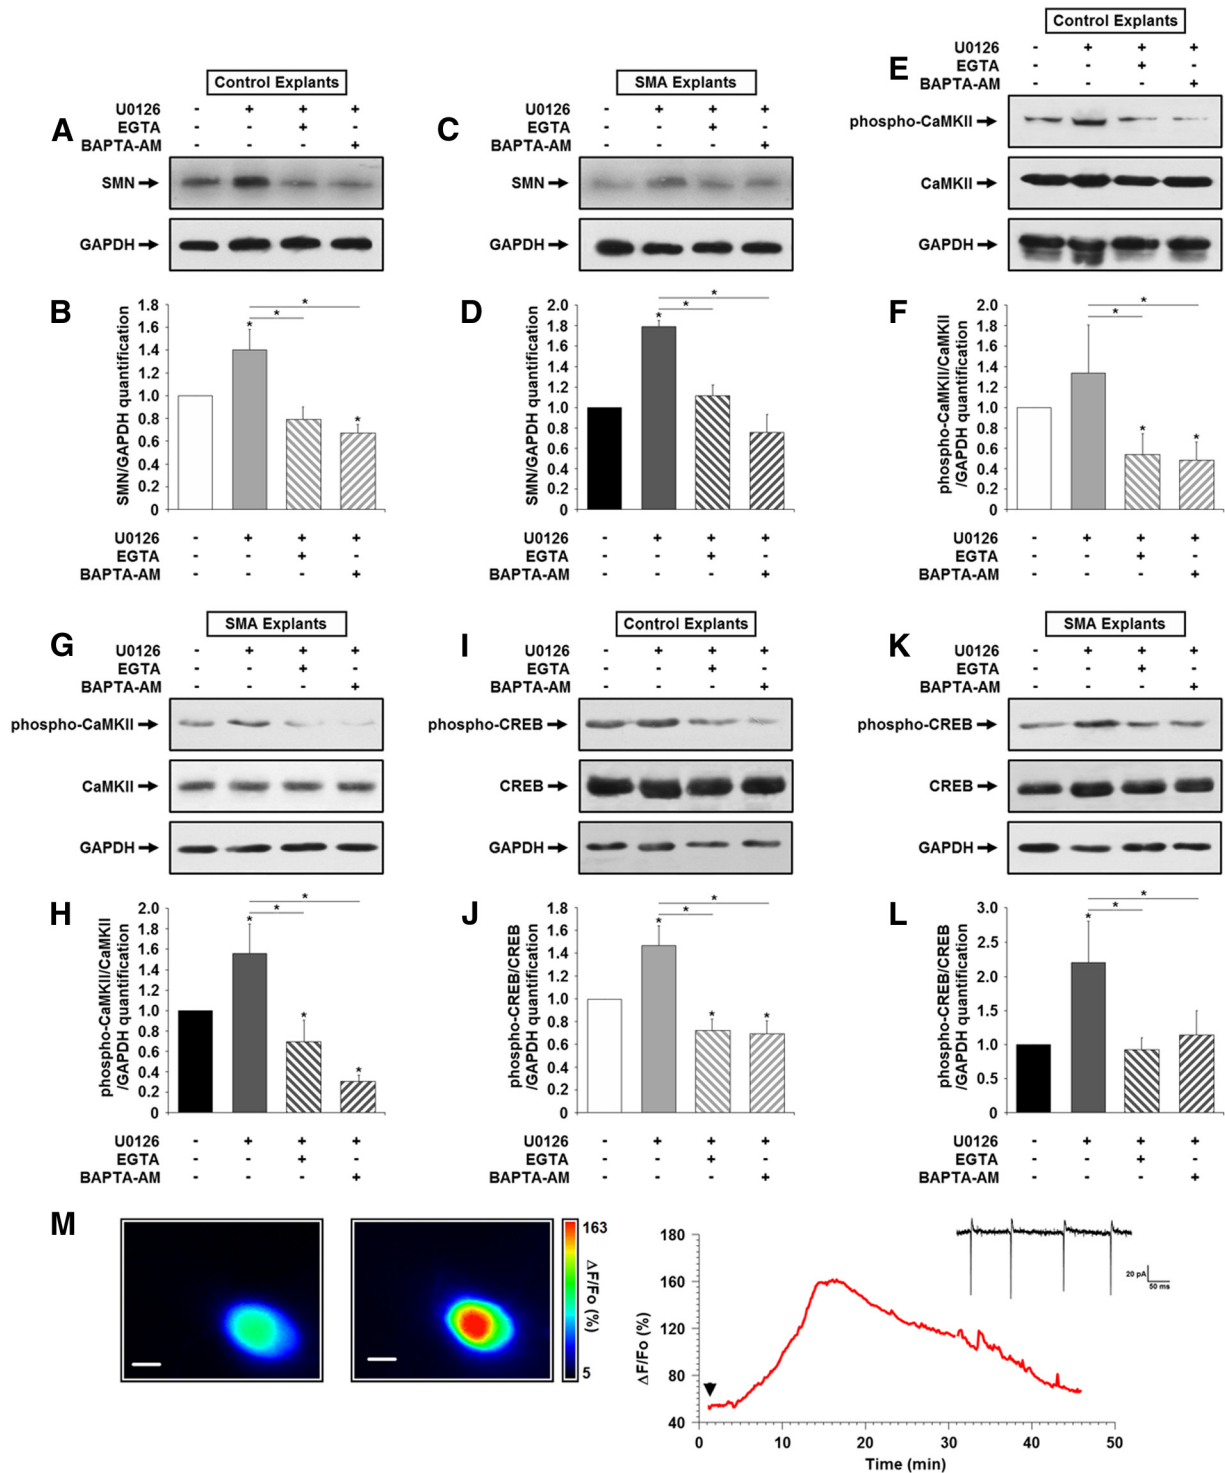 A
Control Explants
U0126 - + + +
EGTA - - + -
BAPTA-AM - - - +
SMN
GAPDH
C
SMA Explants
U0126 - + + +
EGTA - - + -
BAPTA-AM - - - +
SMN
GAPDH
E
Control Explants
U0126 - + + +
EGTA - - + -
BAPTA-AM - - - +
phospho-CaMKII
CaMKII
GAPDH
B
SMN/GAPDH quantification
1.8
1.6
1.4
1.2
1.0
0.8
0.6
0.4
0.2
0
* * * *
U0126 - + + +
EGTA - - + -
BAPTA-AM - - - +
D
SMN/GAPDH quantification
2.0
1.8
1.6
1.4
1.2
1.0
0.8
0.6
0.4
0.2
0
* * *
U0126 - + + +
EGTA - - + -
BAPTA-AM - - - +
F
phospho-CaMKII/CaMKII
/GAPDH quantification
2.0
1.8
1.6
1.4
1.2
1.0
0.8
0.6
0.4
0.2
0
* * * *
U0126 - + + +
EGTA - - + -
BAPTA-AM - - - +
G
SMA Explants
U0126 - + + +
EGTA - - + -
BAPTA-AM - - - +
phospho-CaMKII
CaMKII
GAPDH
I
Control Explants
U0126 - + + +
EGTA - - + -
BAPTA-AM - - - +
phospho-CREB
CREB
GAPDH
K
SMA Explants
U0126 - + + +
EGTA - - + -
BAPTA-AM - - - +
phospho-CREB
CREB
GAPDH
H
phospho-CaMKII/CaMKII
/GAPDH quantification
2.0
1.8
1.6
1.4
1.2
1.0
0.8
0.6
0.4
0.2
0
* * * * *
U0126 - + + +
EGTA - - + -
BAPTA-AM - - - +
J
phospho-CREB/CREB
/GAPDH quantification
1.8
1.6
1.4
1.2
1.0
0.8
0.6
0.4
0.2
0
* * * * *
U0126 - + + +
EGTA - - + -
BAPTA-AM - - - +
L
phospho-CREB/CREB
/GAPDH quantification
3.0
2.5
2.0
1.5
1.0
0.5
0
* * *
U0126 - + + +
EGTA - - + -
BAPTA-AM - - - +
M
163
ΔF/Fo (%)
5
ΔF/Fo (%)
180
160
120
80
40
0 10 20 30 40 50
Time (min)
20 pA
50 ms